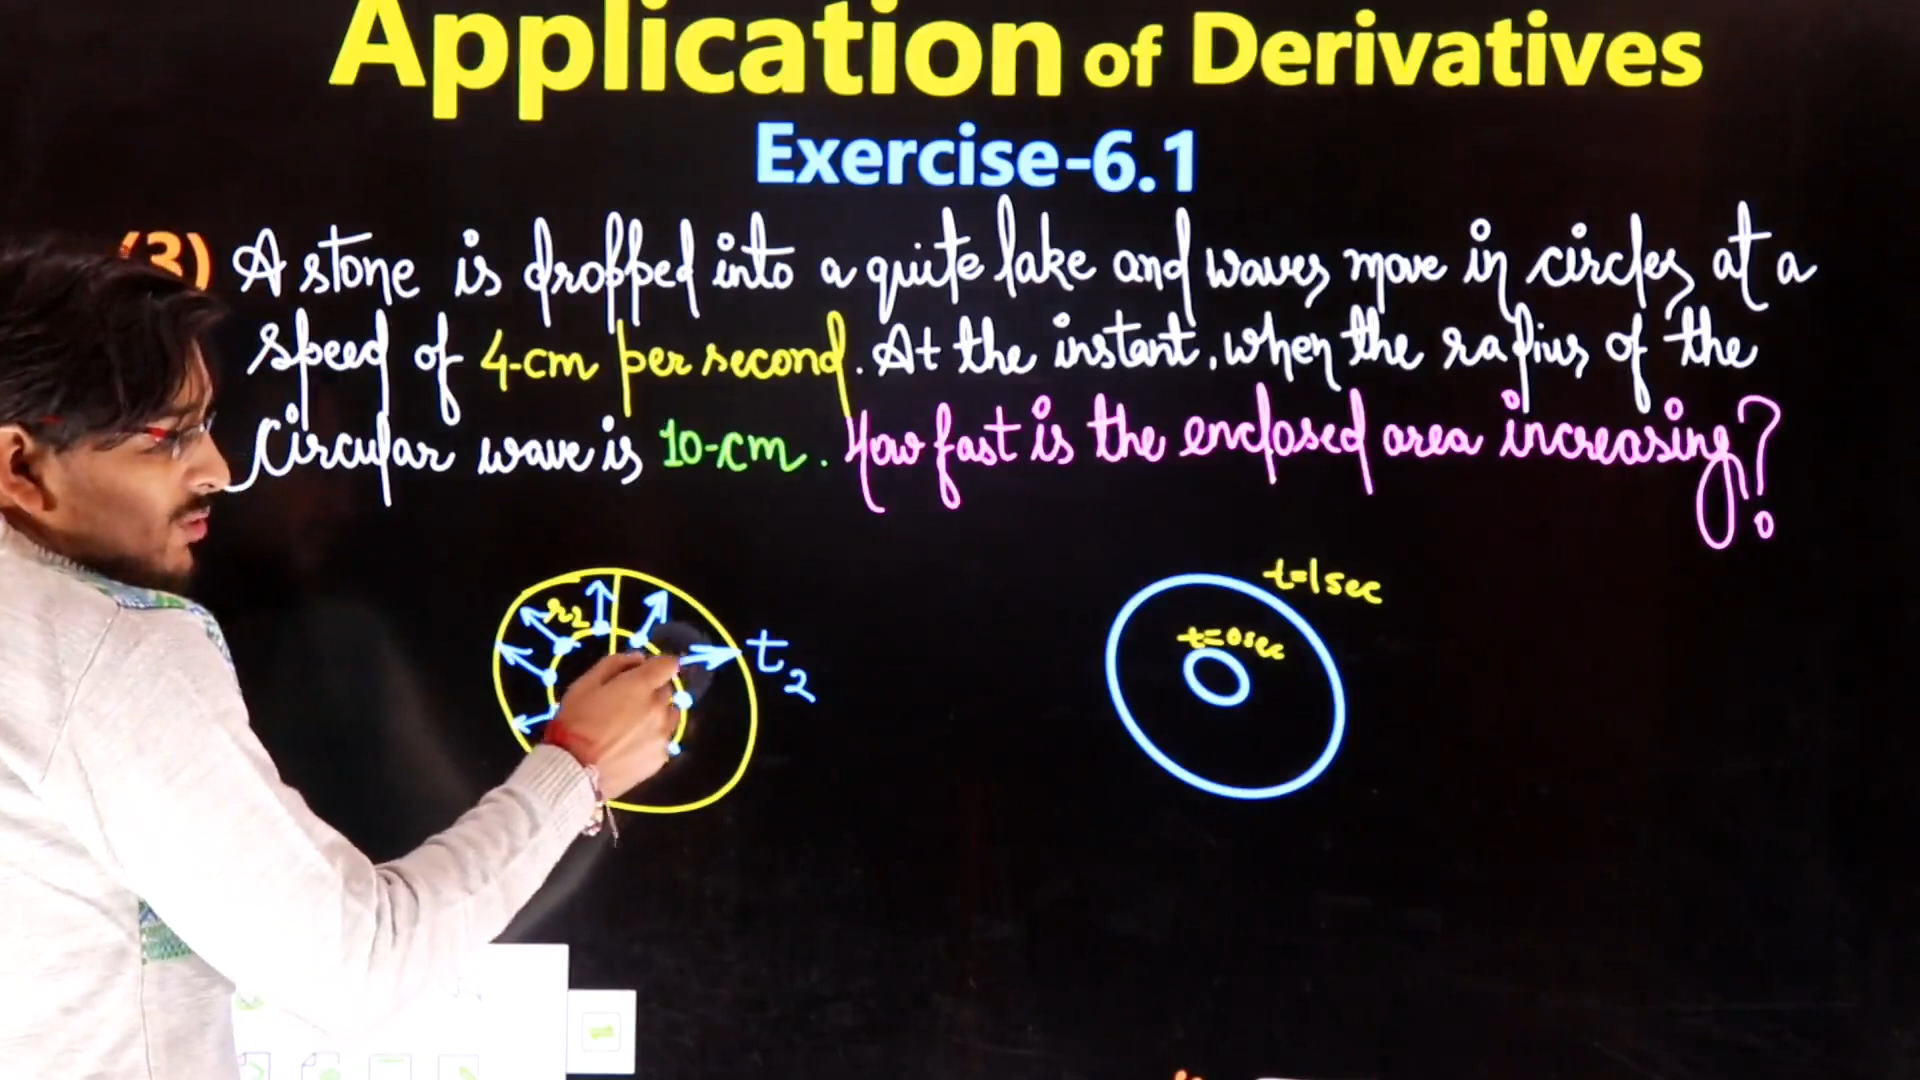 Application of Derivatives
Exercise-6.1
(3) A stone is dropped into a quite lake and waves move in circles at a
speed of 4-cm per second. At the instant, when the radius of the
circular wave is 10-cm. How fast is the enclosed area increasing?
t=1sec
r2
t=0sec
t2